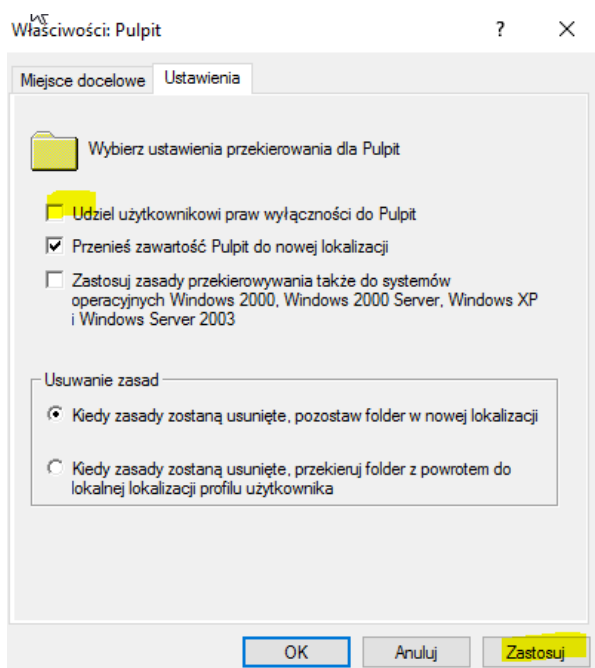 Właściwości: Pulpit
?
Miejsce docelowe
Ustawienia
Wybierz ustawienia przekierowania dla Pulpit
Udziel użytkownikowi praw wyłączności do Pulpit
Przenieś zawartość Pulpit do nowej lokalizacji
Zastosuj zasady przekierowywania także do systemów
operacyjnych Windows 2000, Windows 2000 Server, Windows XP
i Windows Server 2003
Usuwanie zasad
Kiedy zasady zostaną usunięte, pozostaw folder w nowej lokalizacji
Kiedy zasady zostaną usunięte, przekieruj folder z powrotem do
lokalnej lokalizacji profilu użytkownika
OK
Anuluj
Zastosuj